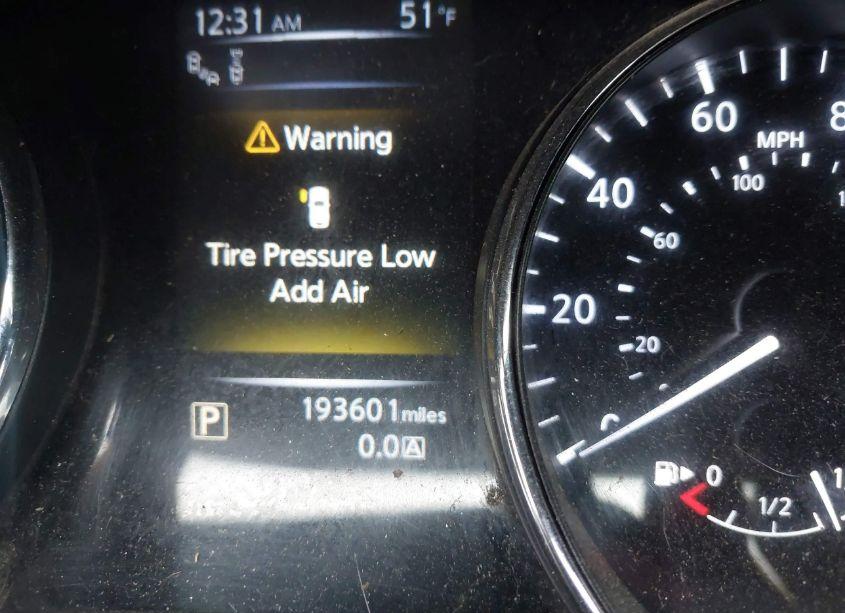 12:31 AM 51°F
Warning
Tire Pressure Low
Add Air
P 193601 miles
0.0 A
60
MPH
40
100
60
20
20
0
0
1/2